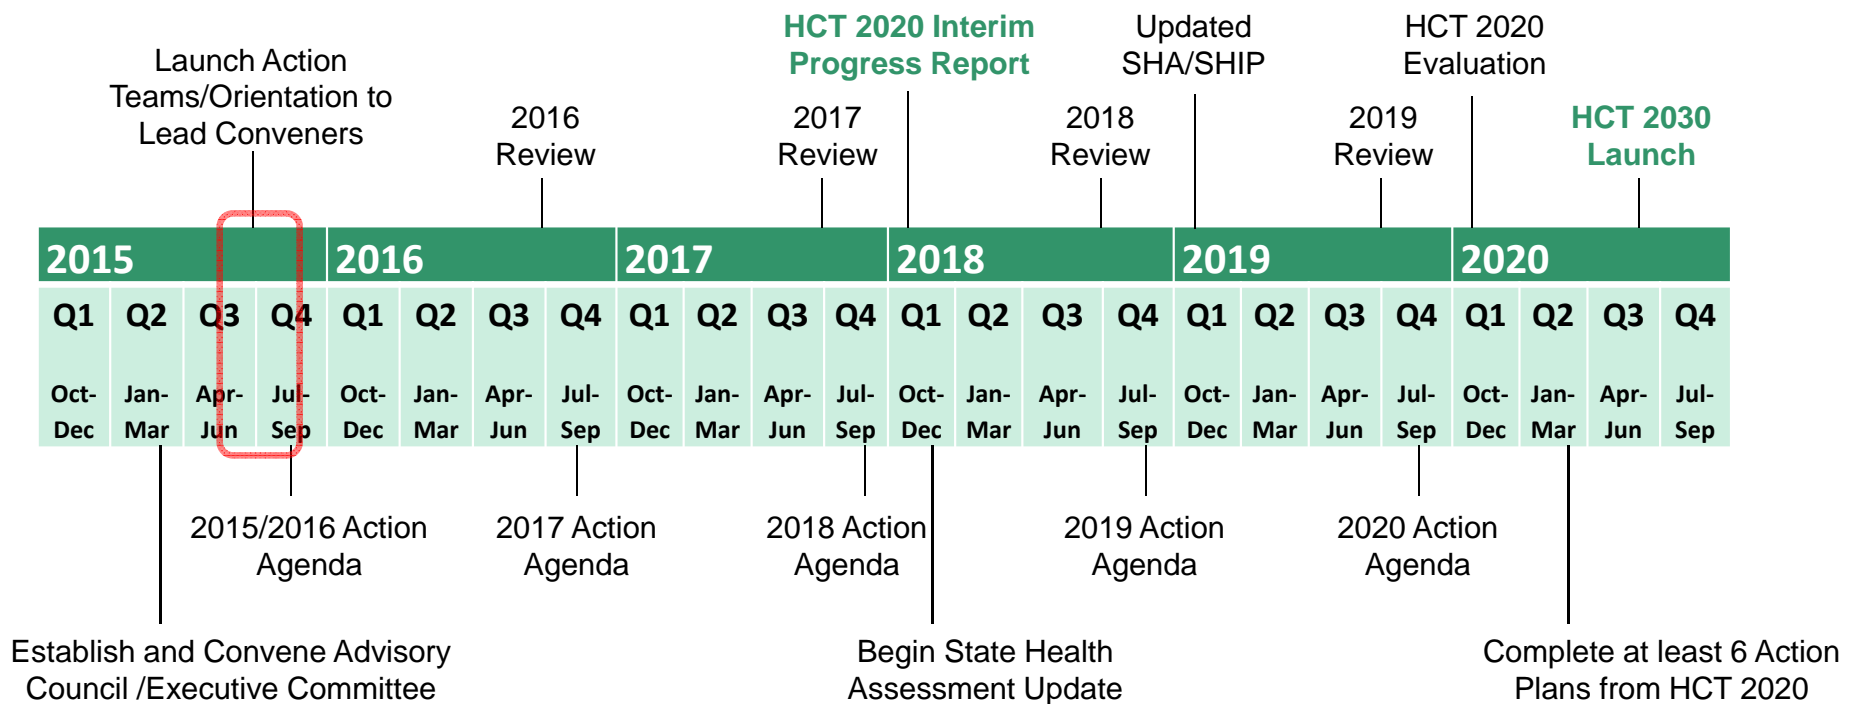 Launch Action
Teams/Orientation to
Lead Conveners
2016
Review
2017
Review
HCT 2020 Interim
Progress Report
2018
Review
Updated
SHA/SHIP
2019
Review
HCT 2020
Evaluation
HCT 2030
Launch
2015 2016 2017 2018 2019 2020
Q1 Q2 Q3 Q4 Q1 Q2 Q3 Q4 Q1 Q2 Q3 Q4 Q1 Q2 Q3 Q4 Q1 Q2 Q3 Q4 Q1 Q2 Q3 Q4
Oct- Jan- Apr- Jul- Oct- Jan- Apr- Jul- Oct- Jan- Apr- Jul- Oct- Jan- Apr- Jul- Oct- Jan- Apr- Jul- Oct- Jan- Apr- Jul-
Dec Mar Jun Sep Dec Mar Jun Sep Dec Mar Jun Sep Dec Mar Jun Sep Dec Mar Jun Sep Dec Mar Jun Sep
2015/2016 Action
Agenda
2017 Action
Agenda
2018 Action
Agenda
2019 Action
Agenda
2020 Action
Agenda
Establish and Convene Advisory
Council /Executive Committee
Begin State Health
Assessment Update
Complete at least 6 Action
Plans from HCT 2020